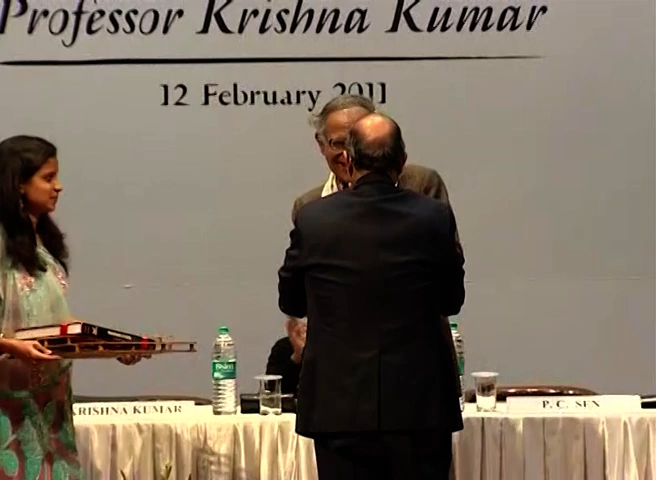 Professor Krishna Kumar
12 February 2011
KRISHNA KUMAR
P. C. SEN